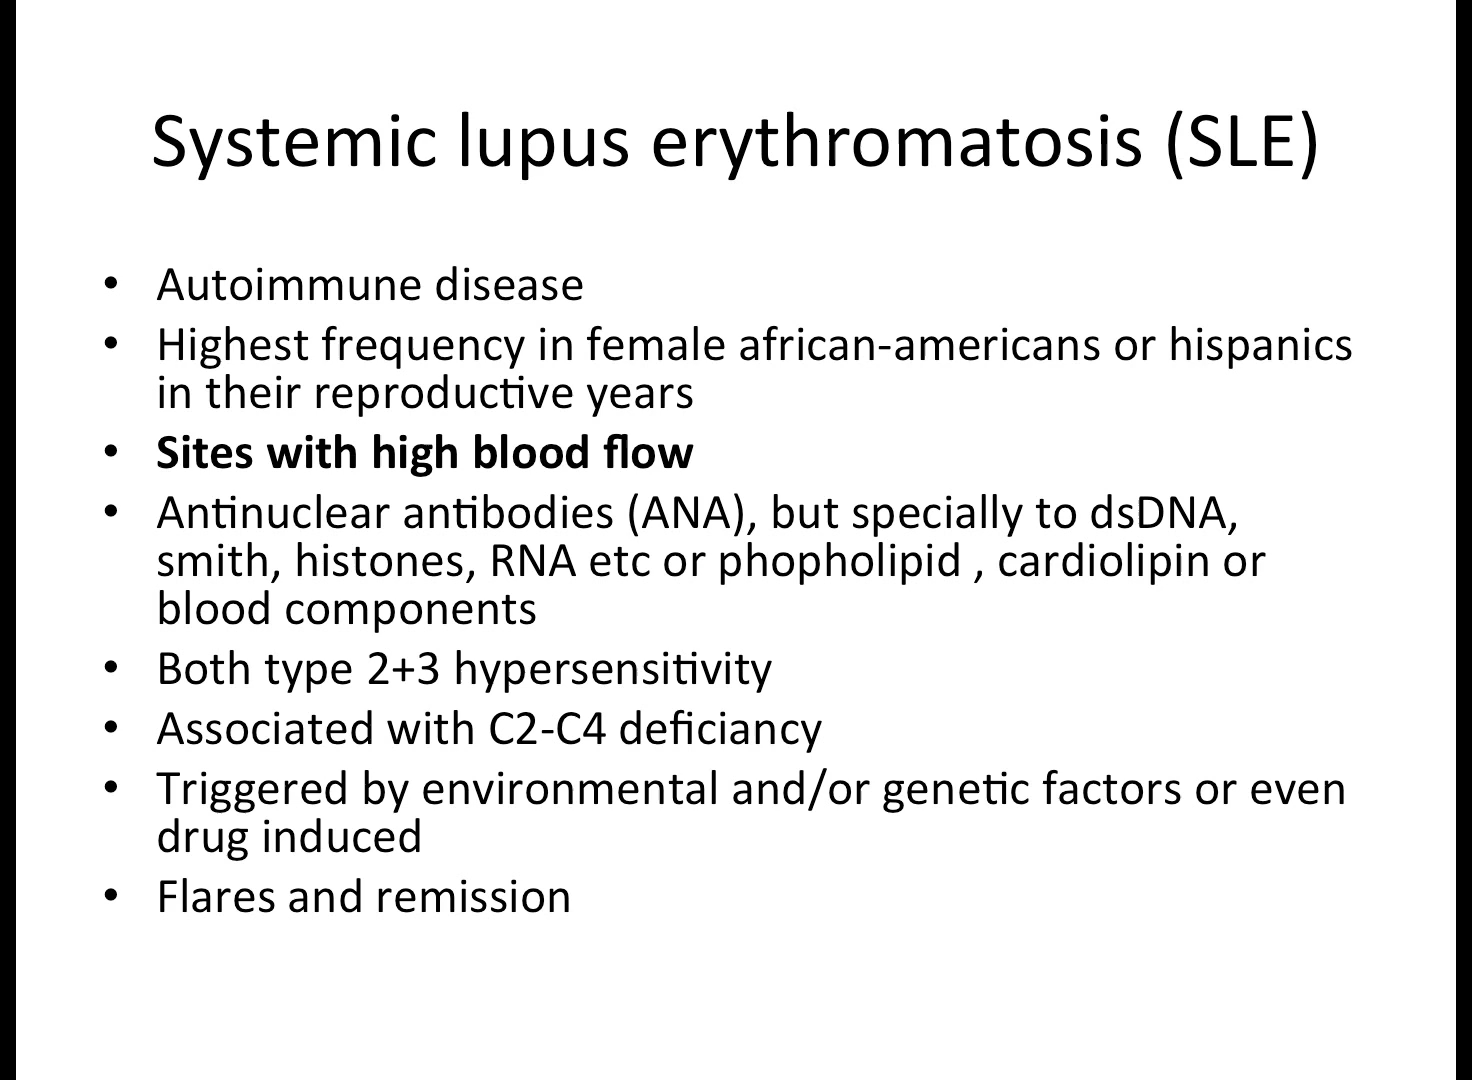 Systemic lupus erythromatosis (SLE)
• Autoimmune disease
• Highest frequency in female african-americans or hispanics
in their reproductive years
• Sites with high blood flow
• Antinuclear antibodies (ANA), but specially to dsDNA,
smith, histones, RNA etc or phopholipid , cardiolipin or
blood components
• Both type 2+3 hypersensitivity
• Associated with C2-C4 deficiancy
• Triggered by environmental and/or genetic factors or even
drug induced
• Flares and remission